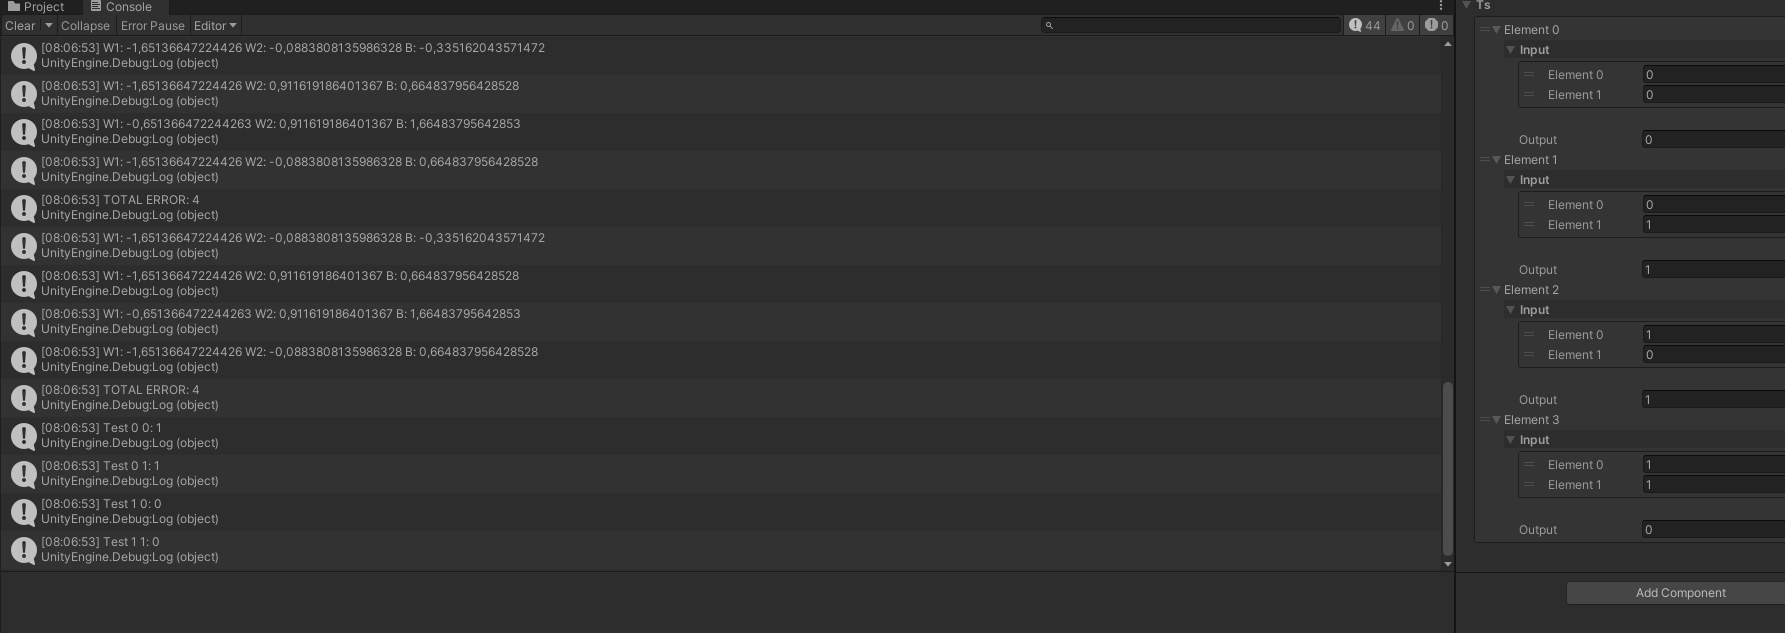 Project Console
Clear Collapse Error Pause Editor 44 0 0
[08:06:53] W1: -1,65136647224426 W2: -0,0883808135986328 B: -0,335162043571472
UnityEngine.Debug:Log (object)
[08:06:53] W1: -1,65136647224426 W2: 0,911619186401367 B: 0,664837956428528
UnityEngine.Debug:Log (object)
[08:06:53] W1: -0,651366472244263 W2: 0,911619186401367 B: 1,66483795642853
UnityEngine.Debug:Log (object)
[08:06:53] W1: -1,65136647224426 W2: -0,0883808135986328 B: 0,664837956428528
UnityEngine.Debug:Log (object)
[08:06:53] TOTAL ERROR: 4
UnityEngine.Debug:Log (object)
[08:06:53] W1: -1,65136647224426 W2: -0,0883808135986328 B: -0,335162043571472
UnityEngine.Debug:Log (object)
[08:06:53] W1: -1,65136647224426 W2: 0,911619186401367 B: 0,664837956428528
UnityEngine.Debug:Log (object)
[08:06:53] W1: -0,651366472244263 W2: 0,911619186401367 B: 1,66483795642853
UnityEngine.Debug:Log (object)
[08:06:53] W1: -1,65136647224426 W2: -0,0883808135986328 B: 0,664837956428528
UnityEngine.Debug:Log (object)
[08:06:53] TOTAL ERROR: 4
UnityEngine.Debug:Log (object)
[08:06:53] Test 0 0: 1
UnityEngine.Debug:Log (object)
[08:06:53] Test 0 1: 1
UnityEngine.Debug:Log (object)
[08:06:53] Test 1 0: 0
UnityEngine.Debug:Log (object)
[08:06:53] Test 1 1: 0
UnityEngine.Debug:Log (object)
Ts
Element 0
Input
Element 0 0
Element 1 0
Output 0
Element 1
Input
Element 0 0
Element 1 1
Output 1
Element 2
Input
Element 0 1
Element 1 0
Output 1
Element 3
Input
Element 0 1
Element 1 1
Output 0
Add Component